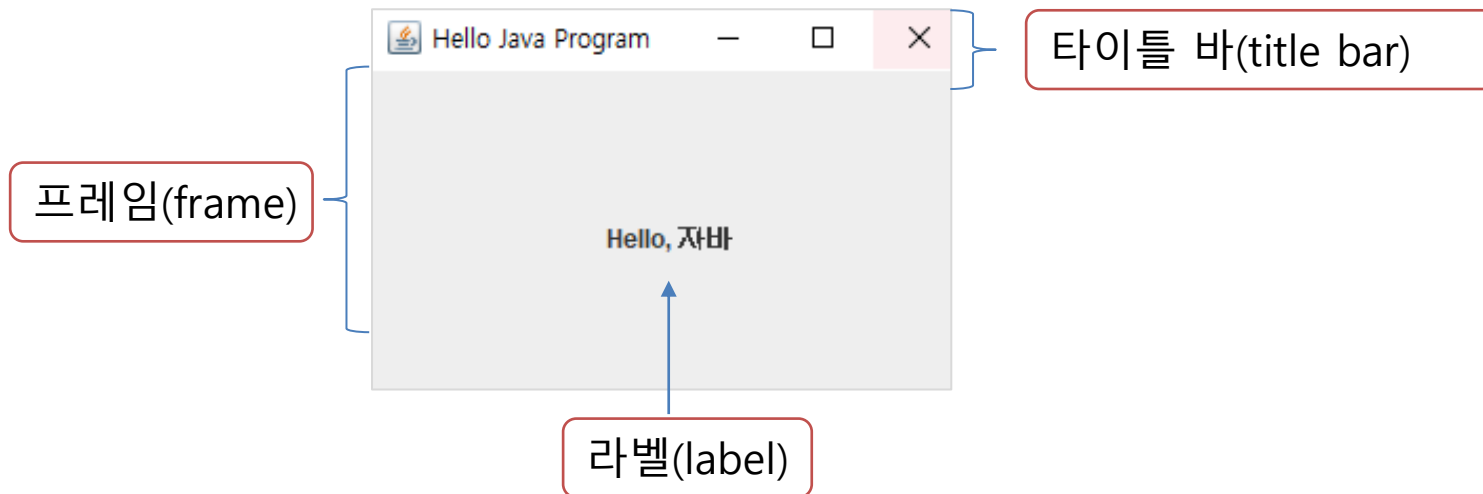 Hello Java Program
타이틀 바(title bar)
프레임(frame)
Hello, 자바
라벨(label)